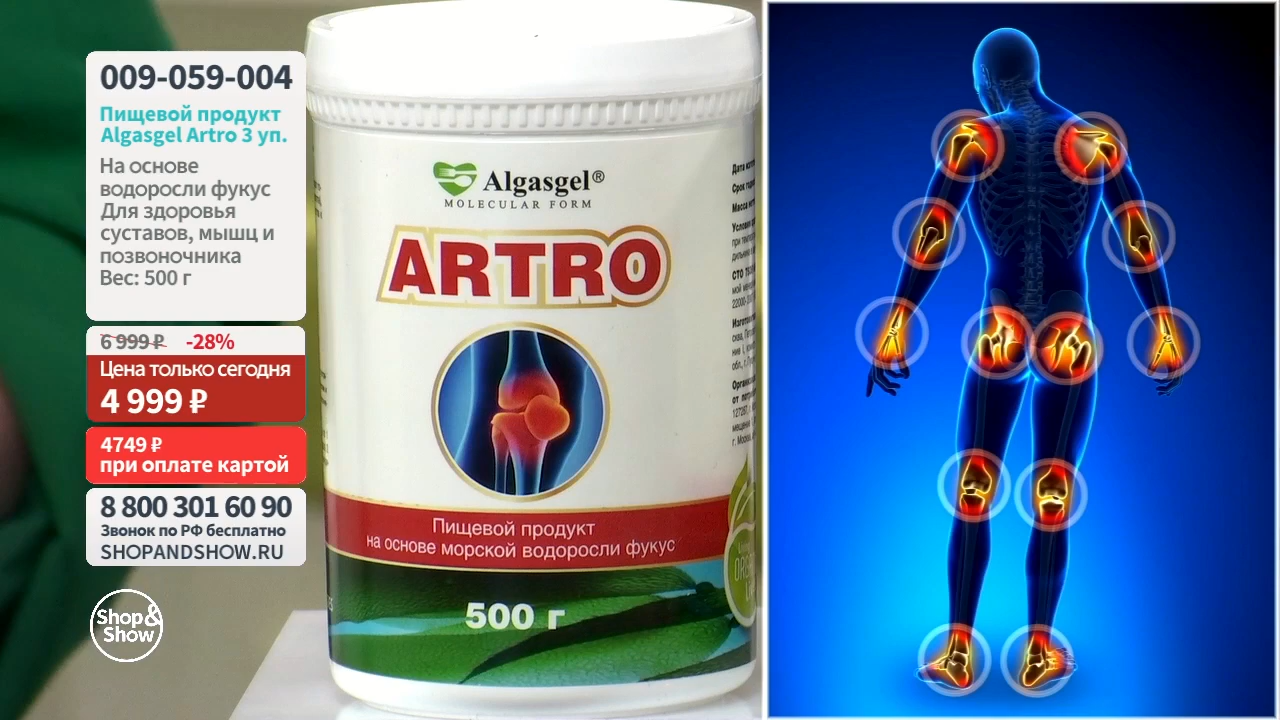 009-059-004
Пищевой продукт
Algasgel Artro 3 уп.
На основе
водоросли фукус
Для здоровья
суставов, мышц и
позвоночника
Вес: 500 г
6 999 ₽ -28%
Цена только сегодня
4 999 ₽
4749 ₽
при оплате картой
8 800 301 60 90
Звонок по РФ бесплатно
SHOPANDSHOW.RU
Shop&
Show
Algasgel®
MOLECULAR FORM
ARTRO
Пищевой продукт
на основе морской водоросли фукус
500 г